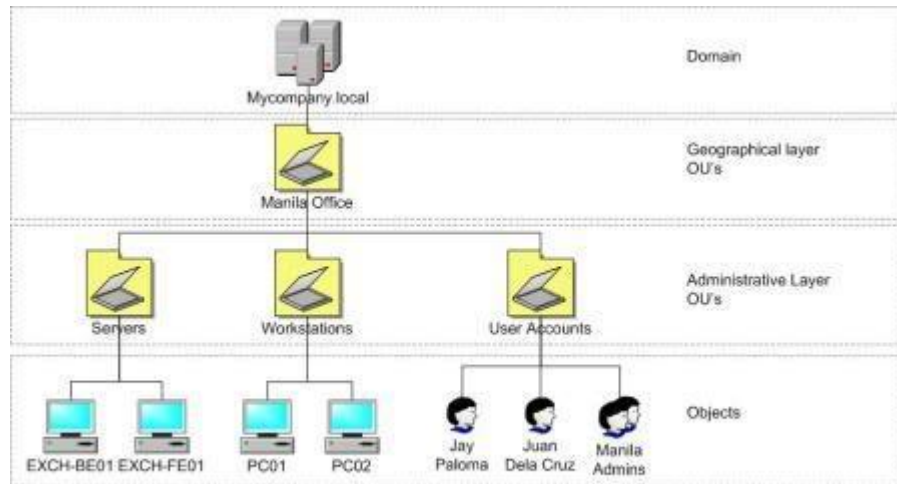 Domain
Mycompany.local
Geographical layer
OU's
Manila Office
Administrative Layer
OU's
Servers
Workstations
User Accounts
Objects
EXCH-BE01
EXCH-FE01
PC01
PC02
Jay
Paloma
Juan
Dela Cruz
Manila
Admins